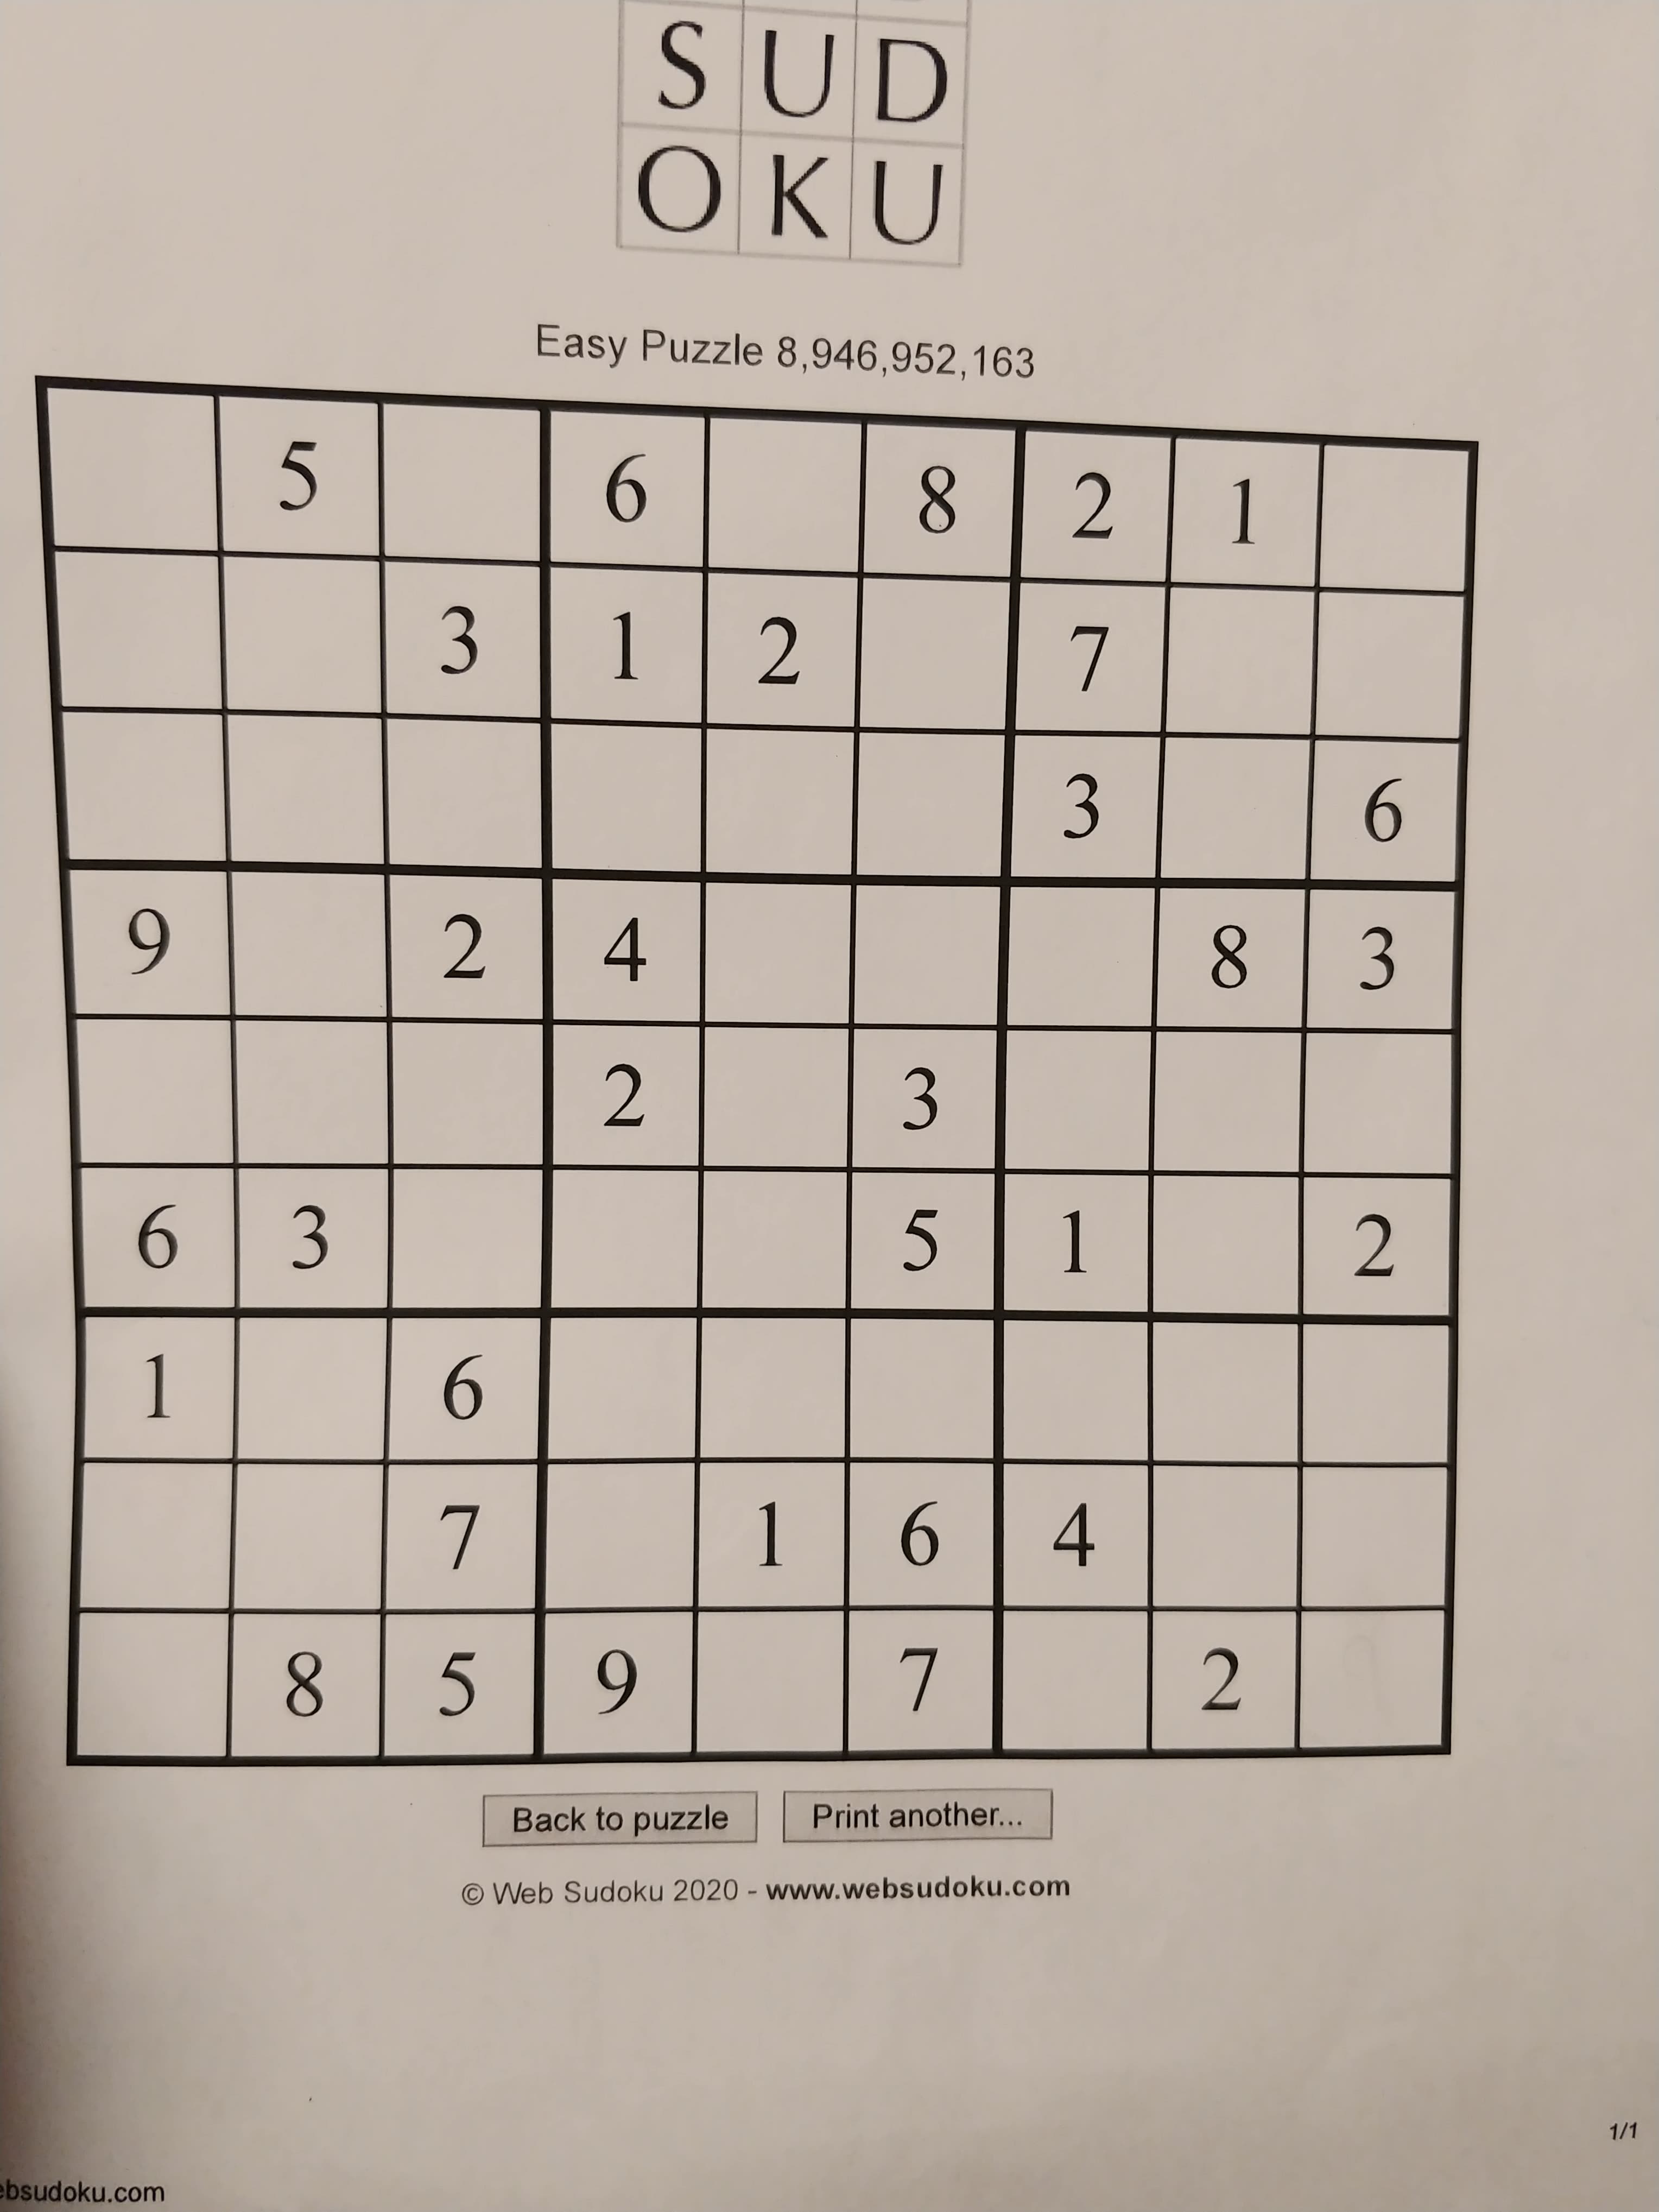 S U D
O K U
Easy Puzzle 8,946,952,163
5 6 8 2 1
3 1 2 7
3 6
9 2 4 8 3
2 3
6 3 5 1 2
1 6
7 1 6 4
8 5 9 7 2
Back to puzzle Print another...
© Web Sudoku 2020 - www.websudoku.com
1/1
ebsudoku.com